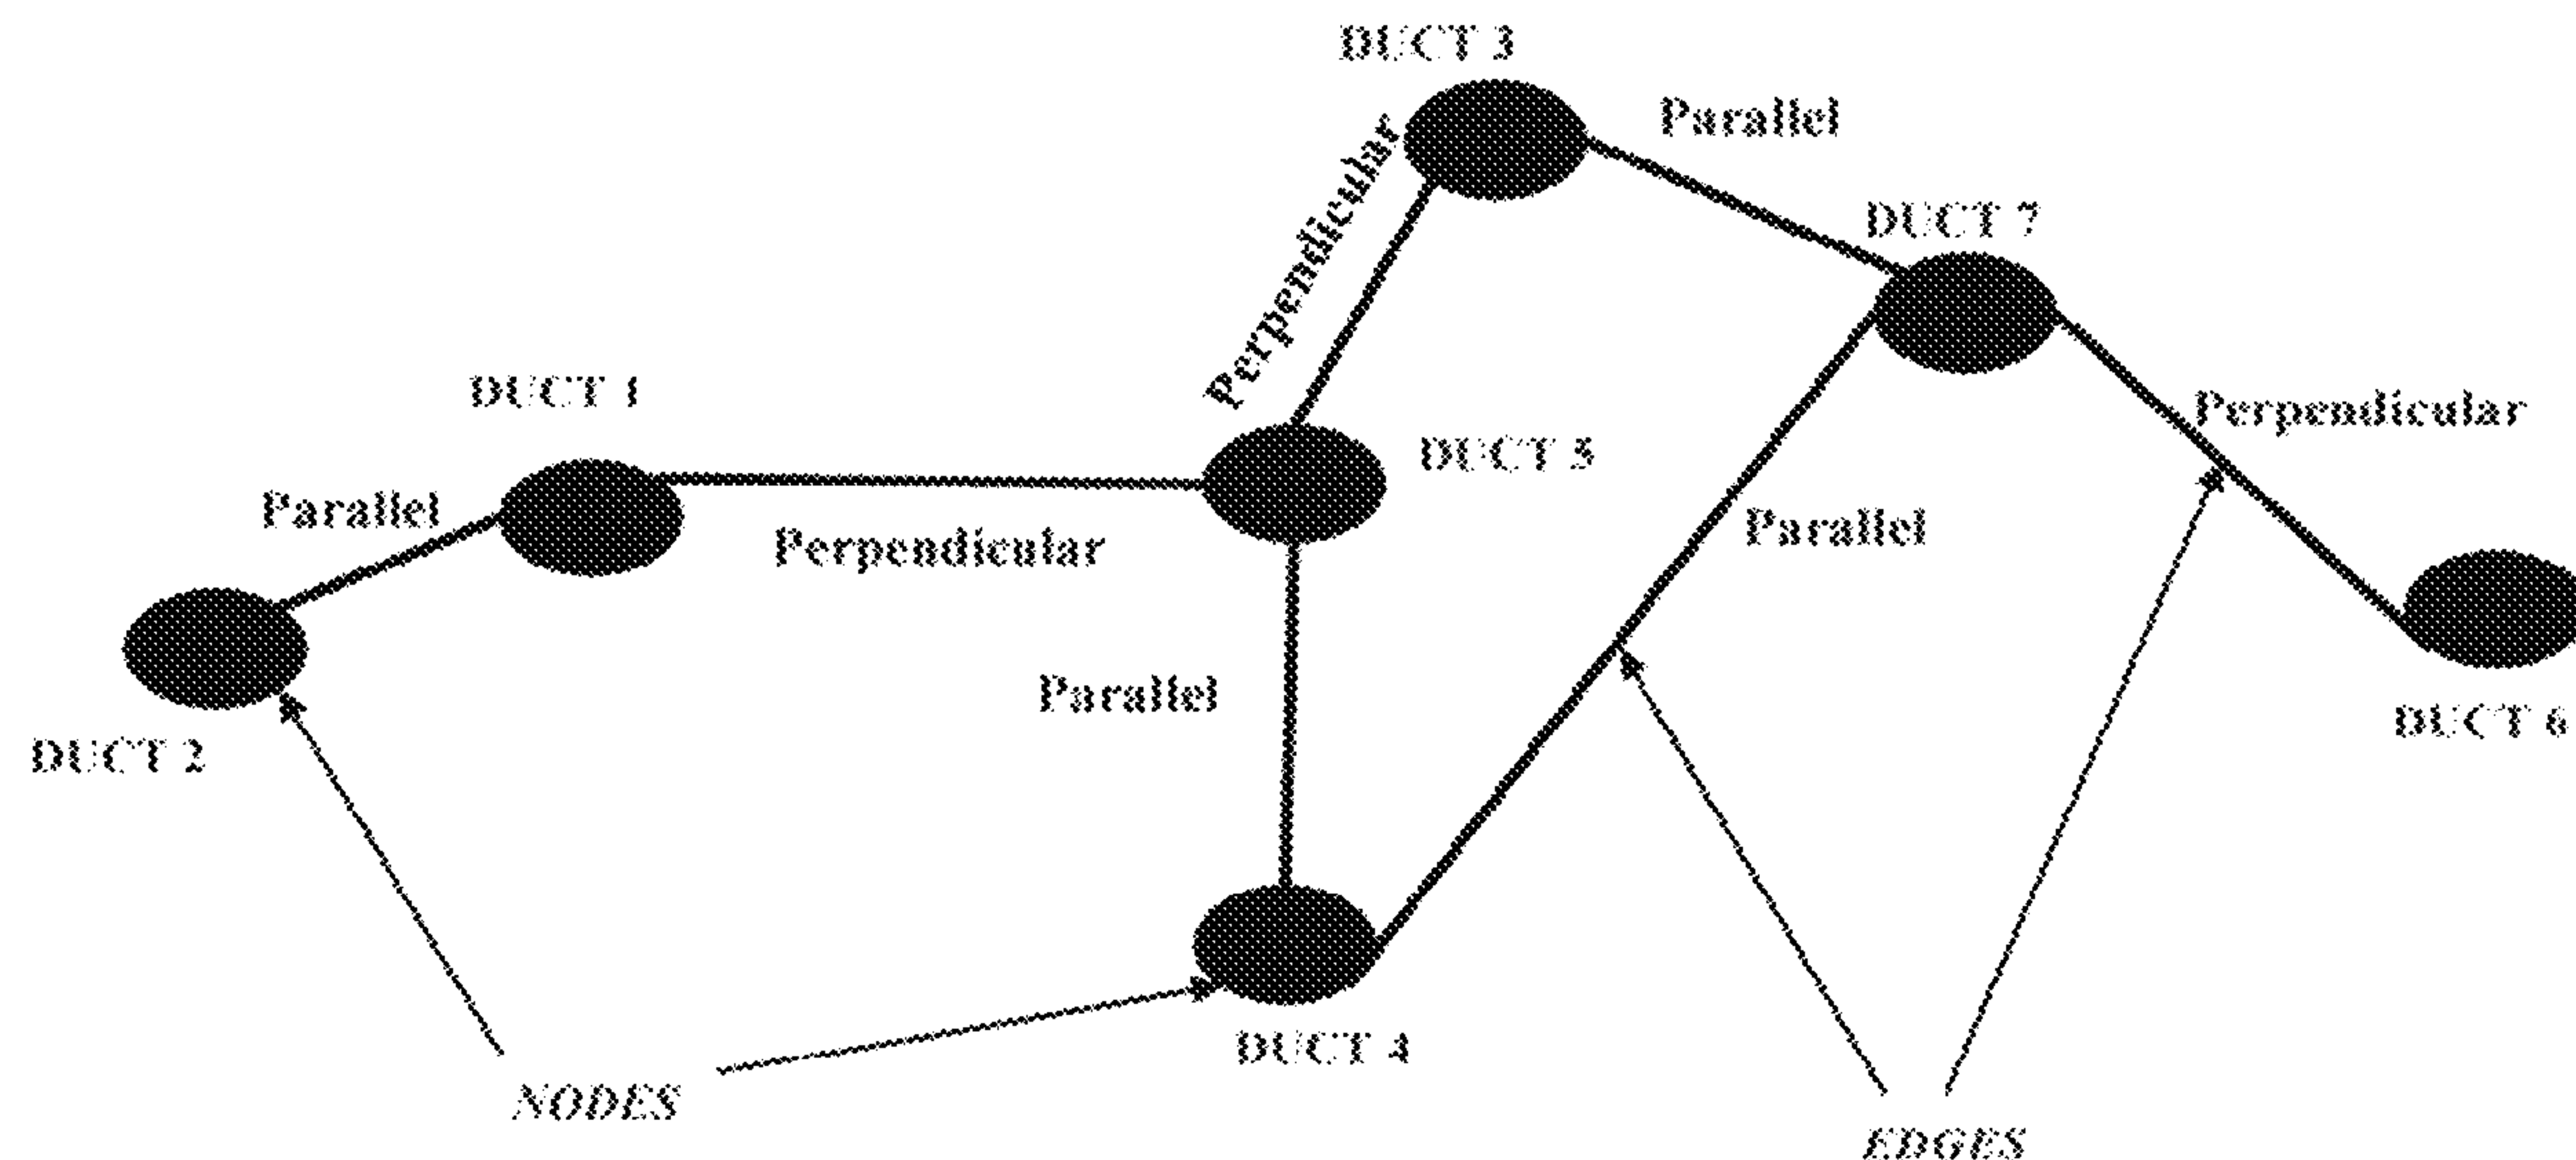 DUCT 3
Parallel
Perpendicular
DUCT 7
DUCT 1
Perpendicular
DUCT 5
Parallel
Perpendicular
Parallel
Parallel
DUCT 6
DUCT 2
DUCT 4
NODES
EDGES